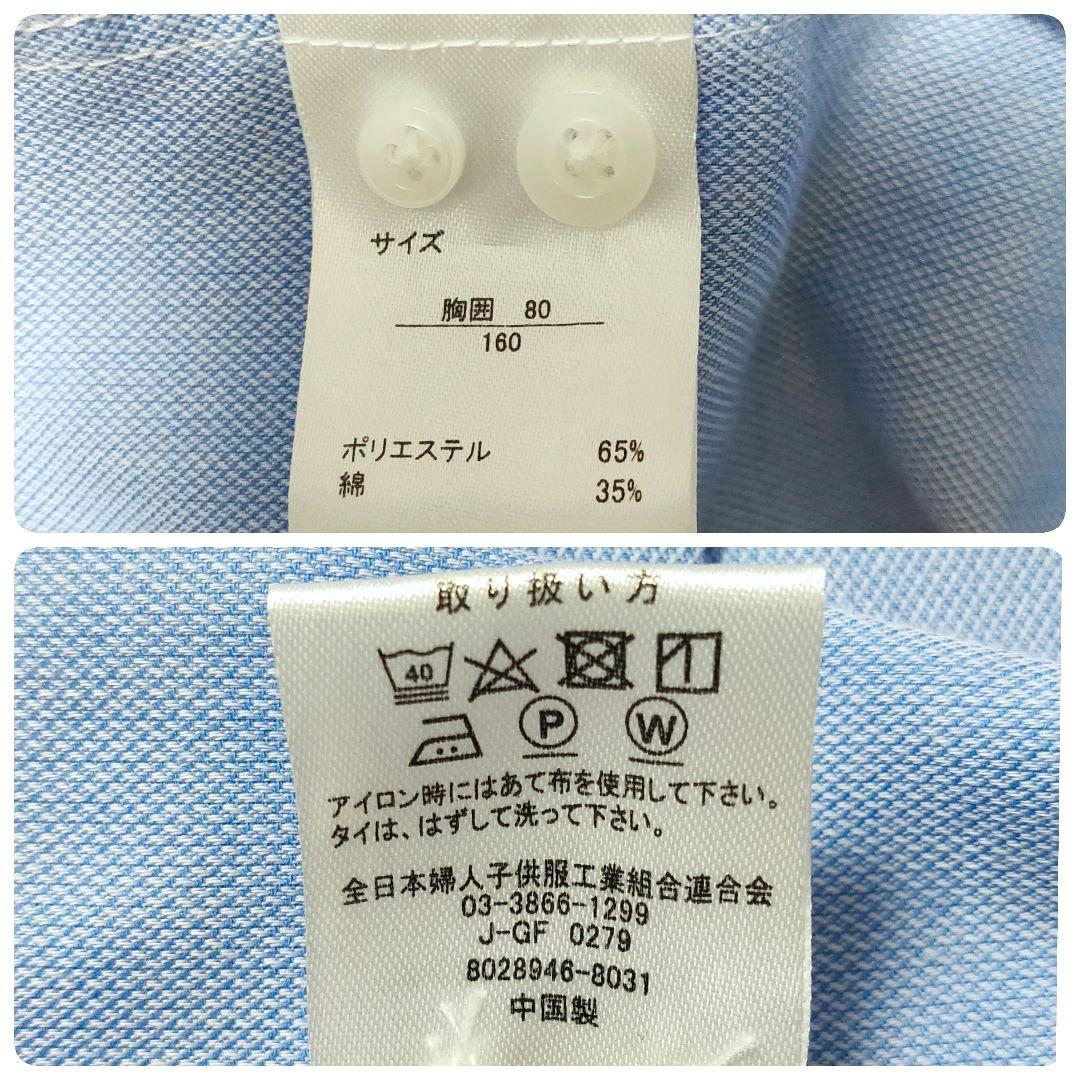 サイズ
胸囲 80
160
ポリエステル 65%
綿 35%
取り扱い方
40
P W
アイロン時にはあて布を使用して下さい。
タイは、はずして洗って下さい。
全日本婦人子供服工業組合連合会
03-3866-1299
J-GF 0279
8028946-8031
中国製